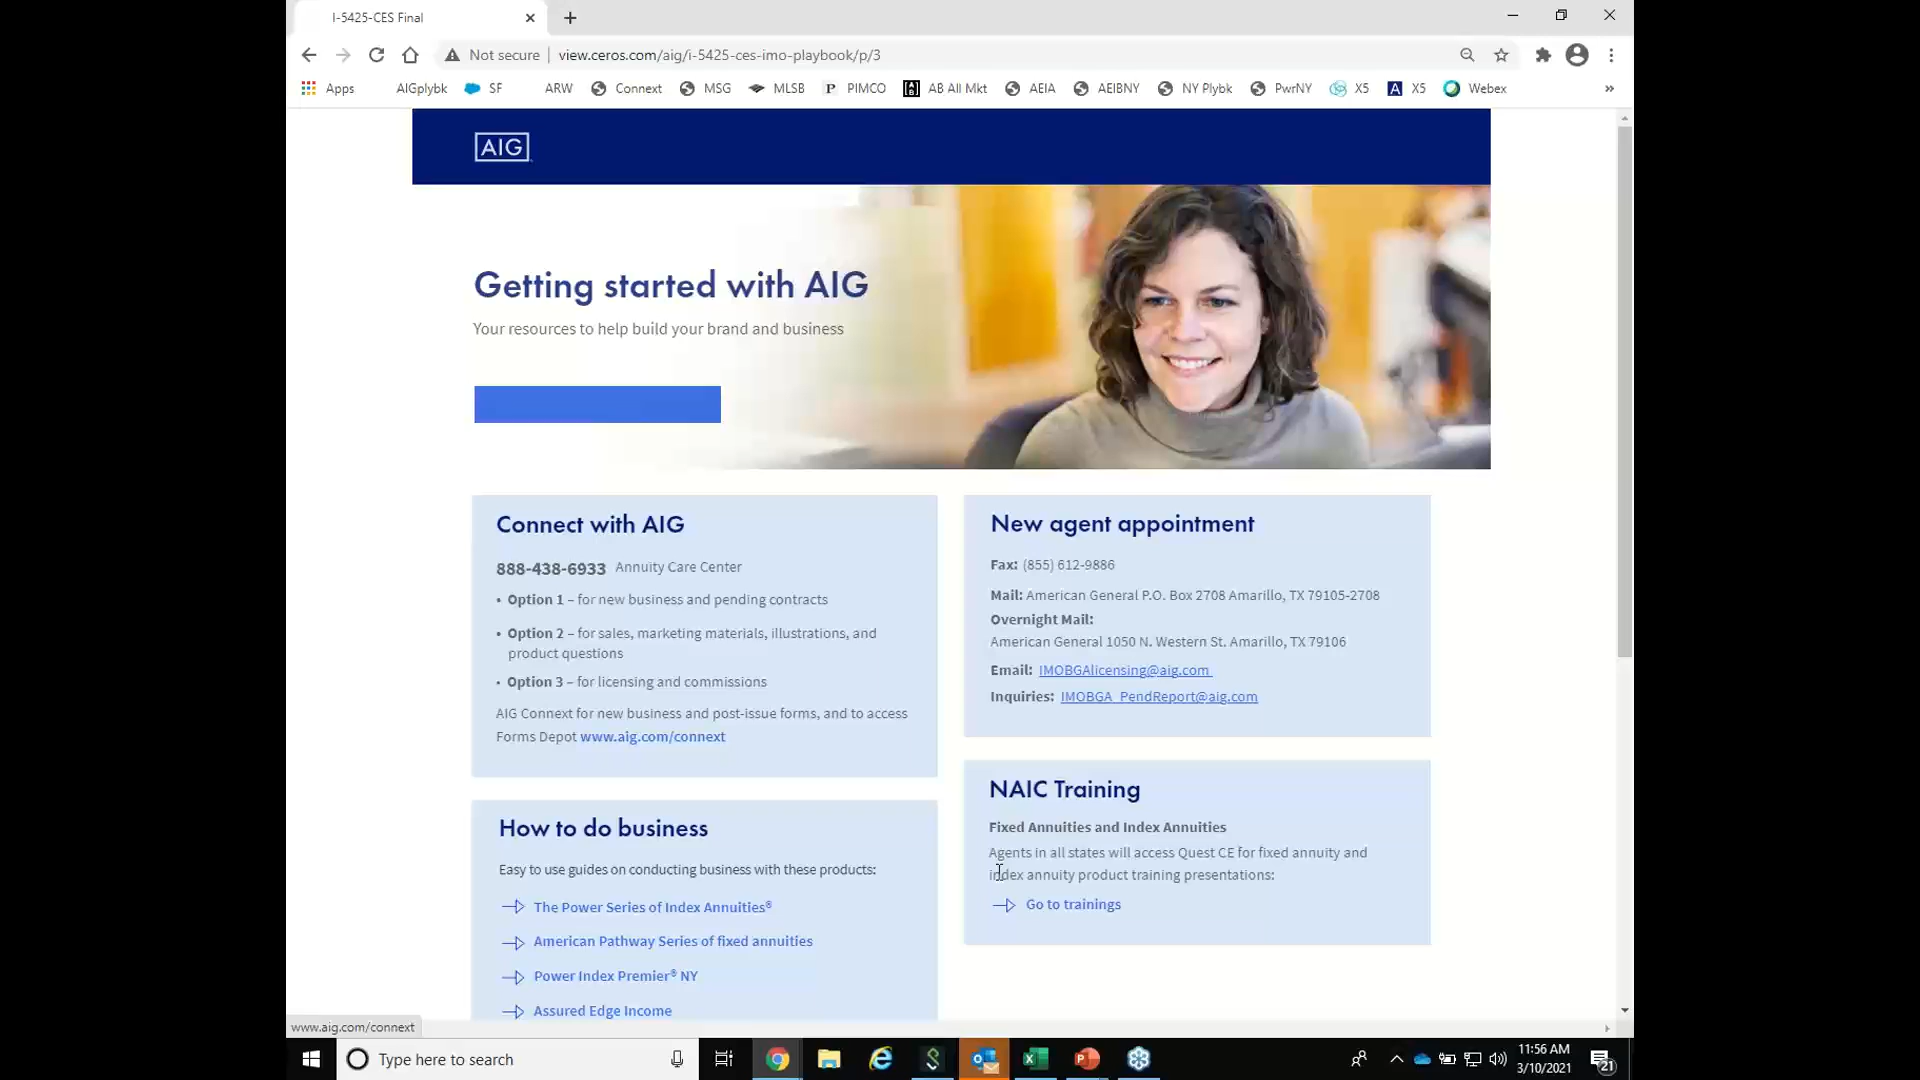 I-5425-CES Final
Not secure
view.ceros.com/aig/i-5425-ces-imo-playbook/p/3
Apps AIGplybk SF ARW Connext MSG MLSB PIMCO AB All Mkt AEIA AEIBNY NY Plybk PwrNY X5 X5 Webex
AIG
Getting started with AIG
Your resources to help build your brand and business
Connect with AIG
888-438-6933 Annuity Care Center
• Option 1 – for new business and pending contracts
• Option 2 – for sales, marketing materials, illustrations, and
product questions
• Option 3 – for licensing and commissions
AIG Connext for new business and post-issue forms, and to access
Forms Depot www.aig.com/connext
New agent appointment
Fax: (855) 612-9886
Mail: American General P.O. Box 2708 Amarillo, TX 79105-2708
Overnight Mail:
American General 1050 N. Western St. Amarillo, TX 79106
Email: IMOBGAlicensing@aig.com
Inquiries: IMOBGA_PendReport@aig.com
How to do business
Easy to use guides on conducting business with these products:
The Power Series of Index Annuities®
American Pathway Series of fixed annuities
Power Index Premier® NY
Assured Edge Income
NAIC Training
Fixed Annuities and Index Annuities
Agents in all states will access Quest CE for fixed annuity and
index annuity product training presentations:
Go to trainings
www.aig.com/connext
Type here to search
11:56 AM
3/10/2021
21